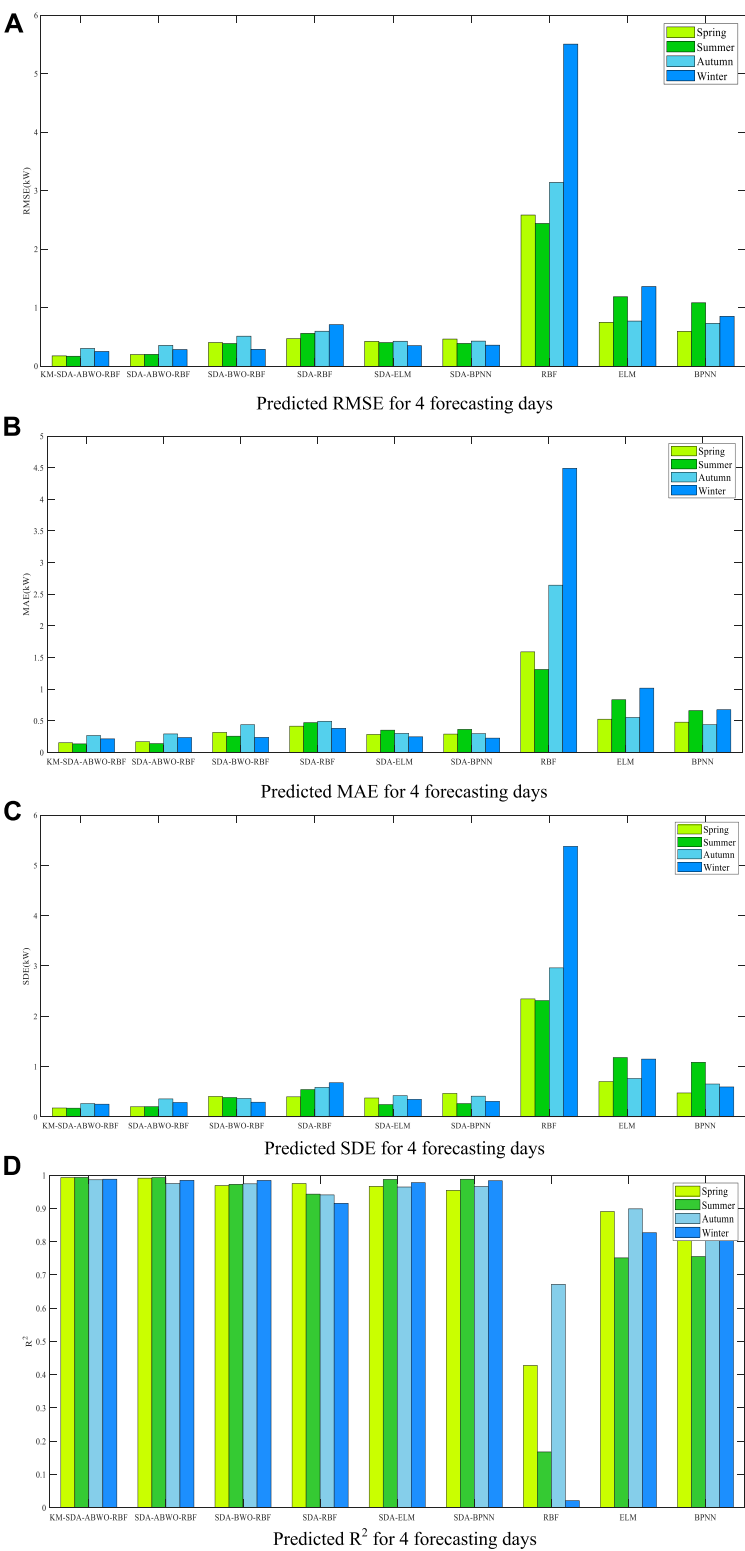 A
6
5
4
3
2
1
0
RMSE(kW)
Spring
Summer
Autumn
Winter
KM-SDA-ABWO-RBF SDA-ABWO-RBF SDA-BWO-RBF SDA-RBF SDA-ELM SDA-BPNN RBF ELM BPNN
Predicted RMSE for 4 forecasting days
B
5
4.5
4
3.5
3
2.5
2
1.5
1
0.5
0
MAE(kW)
Spring
Summer
Autumn
Winter
KM-SDA-ABWO-RBF SDA-ABWO-RBF SDA-BWO-RBF SDA-RBF SDA-ELM SDA-BPNN RBF ELM BPNN
Predicted MAE for 4 forecasting days
C
6
5
4
3
2
1
0
SDE(kW)
Spring
Summer
Autumn
Winter
KM-SDA-ABWO-RBF SDA-ABWO-RBF SDA-BWO-RBF SDA-RBF SDA-ELM SDA-BPNN RBF ELM BPNN
Predicted SDE for 4 forecasting days
D
1
0.9
0.8
0.7
0.6
0.5
0.4
0.3
0.2
0.1
0
R²
Spring
Summer
Autumn
Winter
KM-SDA-ABWO-RBF SDA-ABWO-RBF SDA-BWO-RBF SDA-RBF SDA-ELM SDA-BPNN RBF ELM BPNN
Predicted R² for 4 forecasting days